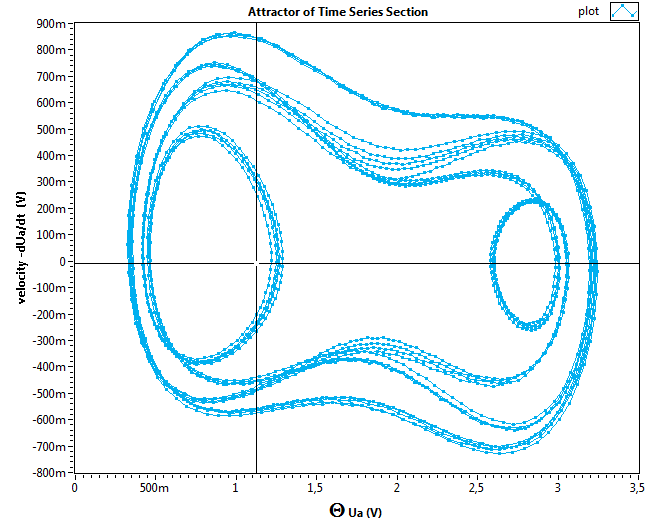 Attractor of Time Series Section
plot
velocity -dUa/dt (V)
900m
800m
700m
600m
500m
400m
300m
200m
100m
0
-100m
-200m
-300m
-400m
-500m
-600m
-700m
-800m
0 500m 1 1,5 2 2,5 3 3,5
Θ Ua (V)